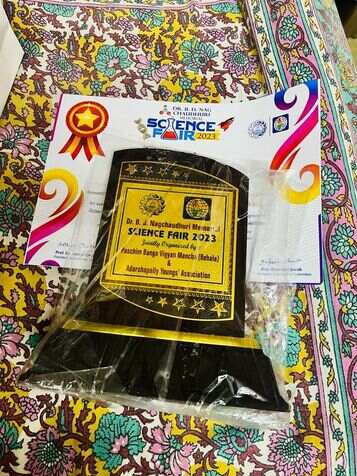 DR. B. D. NAG
CHAUDHURI
MEMORIAL
SCIENCE
FAIR 2023
Dr. B. D. Nagchaudhuri Memorial
SCIENCE FAIR 2023
Jointly Organised by
Paschim Banga Vigyan Mancha (Behala)
&
Adarshapally Youngs' Association